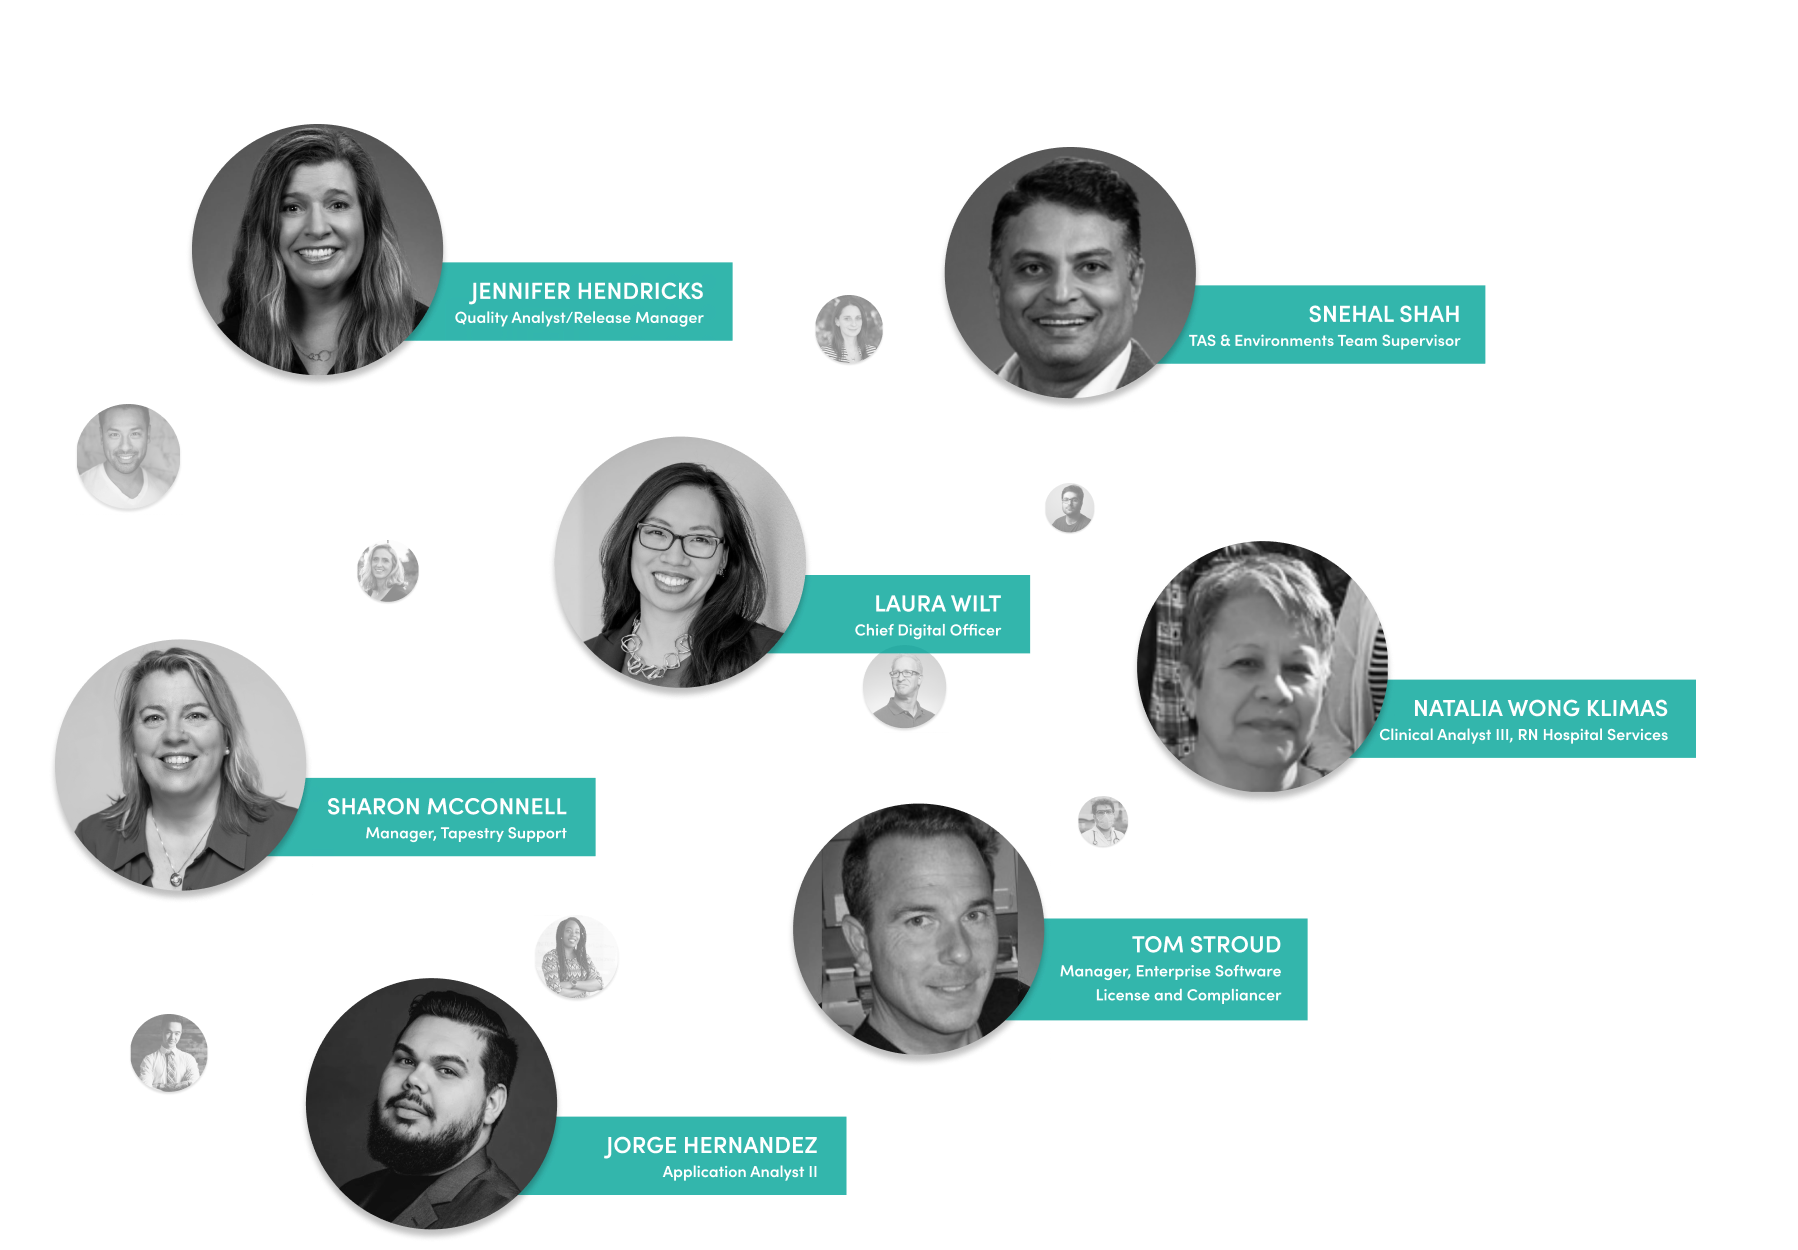 JENNIFER HENDRICKS
Quality Analyst/Release Manager
SNEHAL SHAH
TAS & Environments Team Supervisor
LAURA WILT
Chief Digital Officer
NATALIA WONG KLIMAS
Clinical Analyst III, RN Hospital Services
SHARON MCCONNELL
Manager, Tapestry Support
TOM STROUD
Manager, Enterprise Software
License and Compliancer
JORGE HERNANDEZ
Application Analyst II